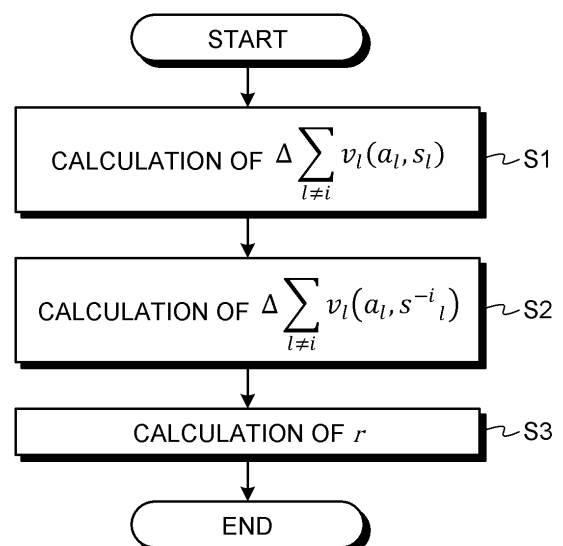 START
CALCULATION OF Δ∑_{l≠i} v_l(a_l, s_l)
S1
CALCULATION OF Δ∑_{l≠i} v_l(a_l, s^{-i}_l)
S2
CALCULATION OF r
S3
END